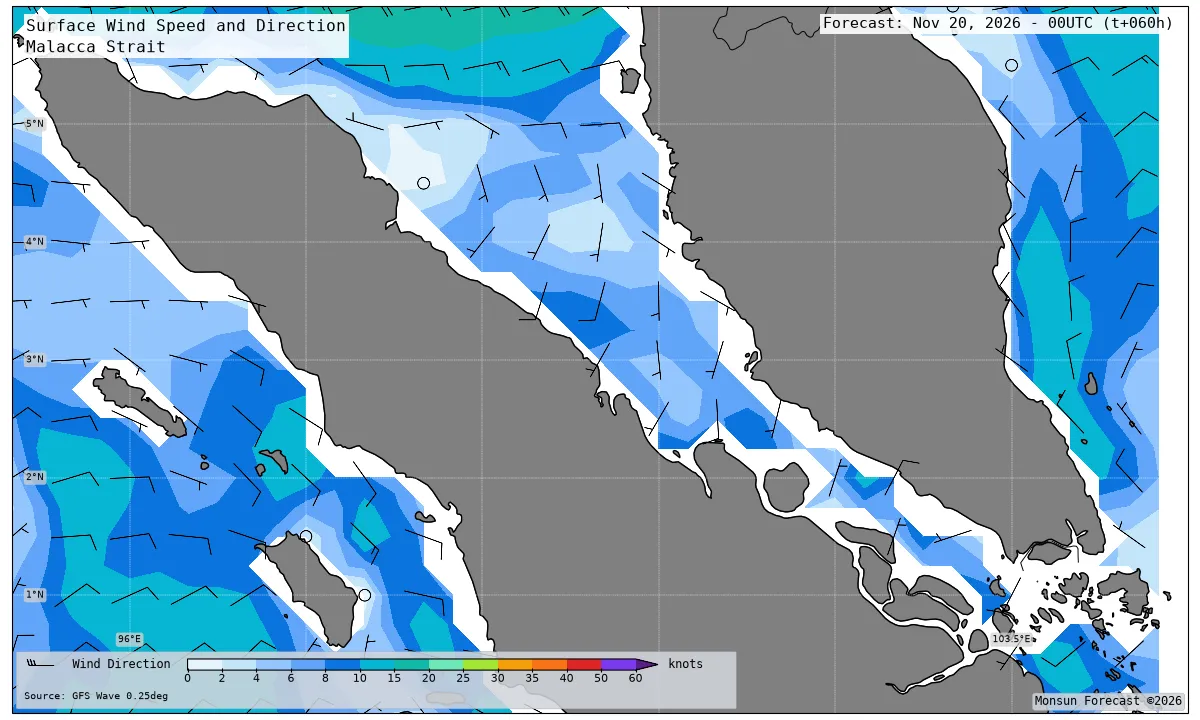 Surface Wind Speed and Direction
Malacca Strait
Forecast: Nov 20, 2026 - 00UTC (t+060h)
5°N
4°N
3°N
2°N
1°N
96°E
103.5°E
Wind Direction
0 2 4 6 8 10 15 20 25 30 35 40 50 60
knots
Source: GFS Wave 0.25deg
Monsun Forecast ©2026